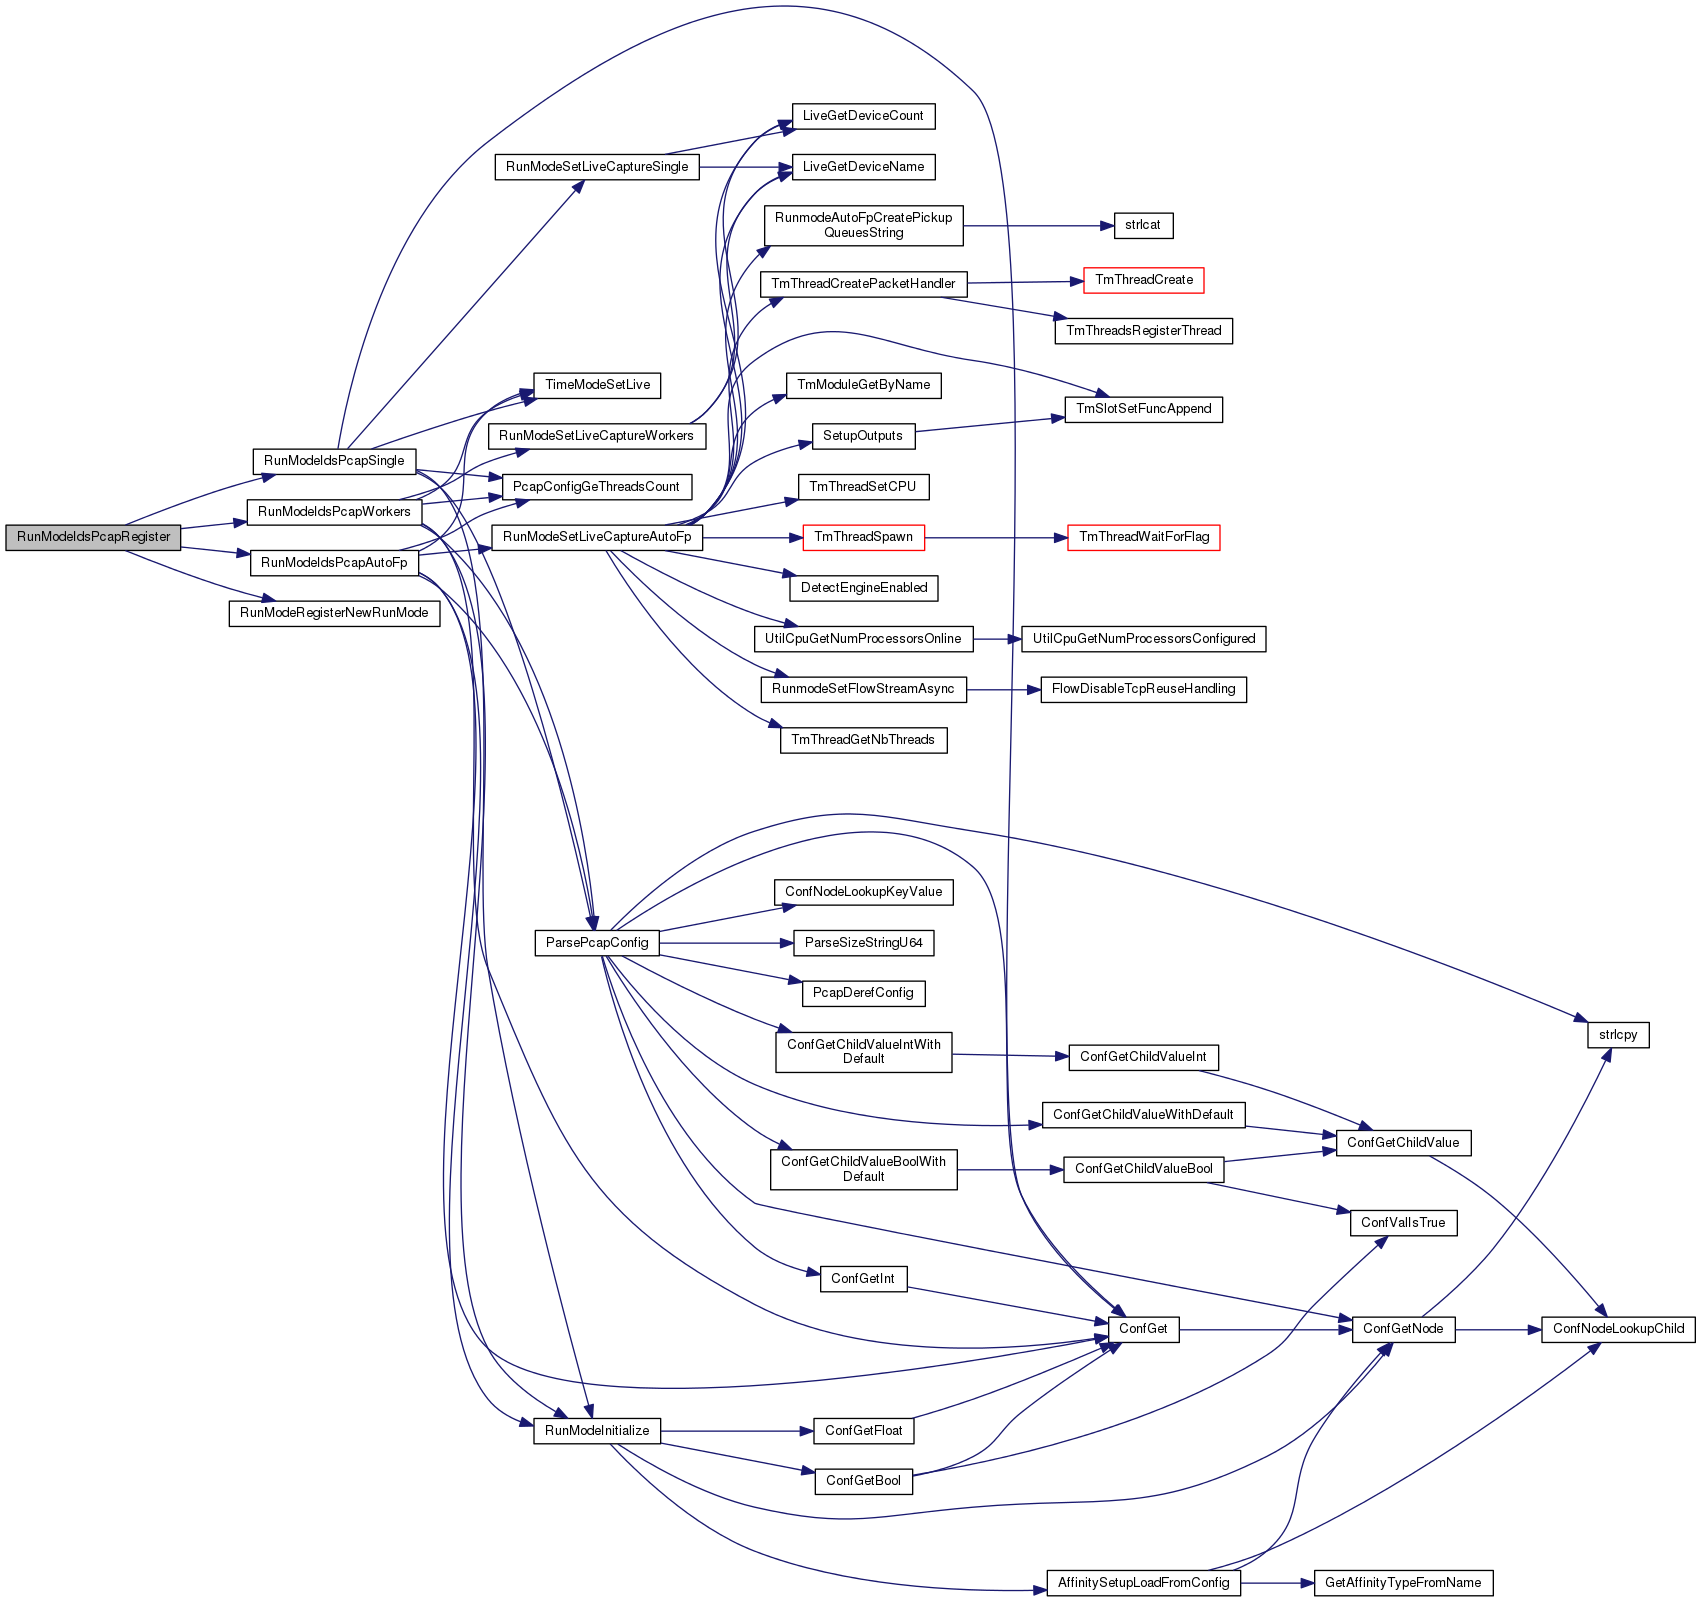 RunModeIdsPcapRegister
RunModeIdsPcapSingle
RunModeIdsPcapWorkers
RunModeIdsPcapAutoFp
RunModeRegisterNewRunMode
RunModeSetLiveCaptureSingle
TimeModeSetLive
RunModeSetLiveCaptureWorkers
PcapConfigGeThreadsCount
RunModeSetLiveCaptureAutoFp
ParsePcapConfig
RunModeInitialize
LiveGetDeviceCount
LiveGetDeviceName
RunmodeAutoFpCreatePickup
QueuesString
TmThreadCreatePacketHandler
TmModuleGetByName
SetupOutputs
TmThreadSetCPU
TmThreadSpawn
DetectEngineEnabled
UtilCpuGetNumProcessorsOnline
RunmodeSetFlowStreamAsync
TmThreadGetNbThreads
ConfNodeLookupKeyValue
ParseSizeStringU64
PcapDerefConfig
ConfGetChildValueIntWith
Default
ConfGetChildValueBoolWith
Default
ConfGetInt
ConfGetFloat
ConfGetBool
strlcat
TmThreadCreate
TmThreadsRegisterThread
TmSlotSetFuncAppend
TmThreadWaitForFlag
UtilCpuGetNumProcessorsConfigured
FlowDisableTcpReuseHandling
ConfGetChildValueInt
ConfGetChildValueWithDefault
ConfGetChildValueBool
ConfGet
AffinitySetupLoadFromConfig
ConfGetChildValue
ConfValIsTrue
ConfGetNode
GetAffinityTypeFromName
strlcpy
ConfNodeLookupChild